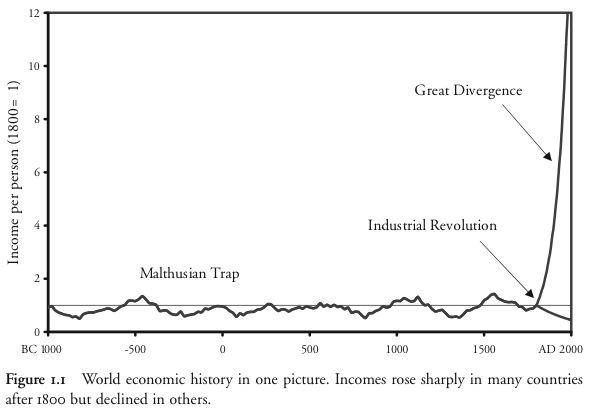 12
10
8
6
4
2
0
Income per person (1800= 1)
Great Divergence
Industrial Revolution
Malthusian Trap
BC 1000
-500
0
500
1000
1500
AD 2000
Figure 1.1 World economic history in one picture. Incomes rose sharply in many countries
after 1800 but declined in others.